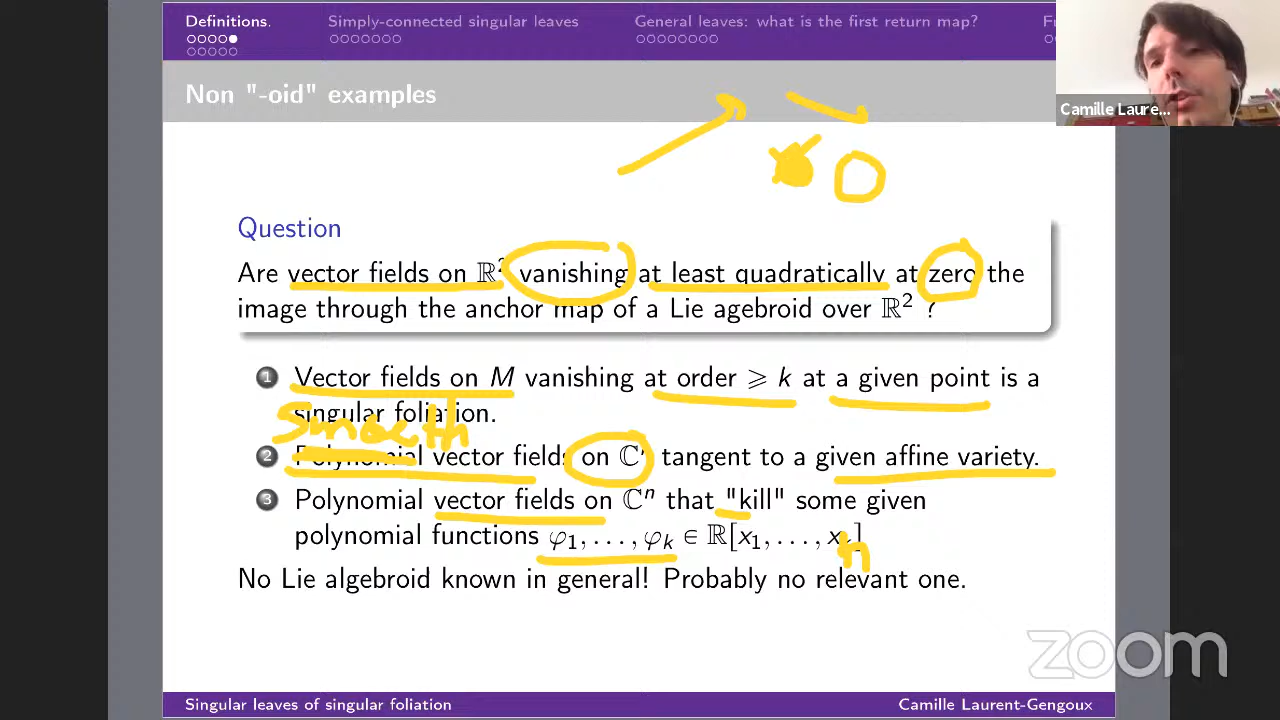 Definitions. Simply-connected singular leaves General leaves: what is the first return map? Fr
Non "-oid" examples
Camille Laure...
Question
Are vector fields on ℝ² vanishing at least quadratically at zero the
image through the anchor map of a Lie agebroid over ℝ² ?
1 Vector fields on M vanishing at order ⩾ k at a given point is a
singular foliation.
smooth
2 Polynomial vector fields on ℂⁿ tangent to a given affine variety.
3 Polynomial vector fields on ℂⁿ that "kill" some given
polynomial functions φ₁, . . . , φₖ ∈ ℝ[x₁, . . . , x ]
n
No Lie algebroid known in general! Probably no relevant one.
zoom
Singular leaves of singular foliation Camille Laurent-Gengoux